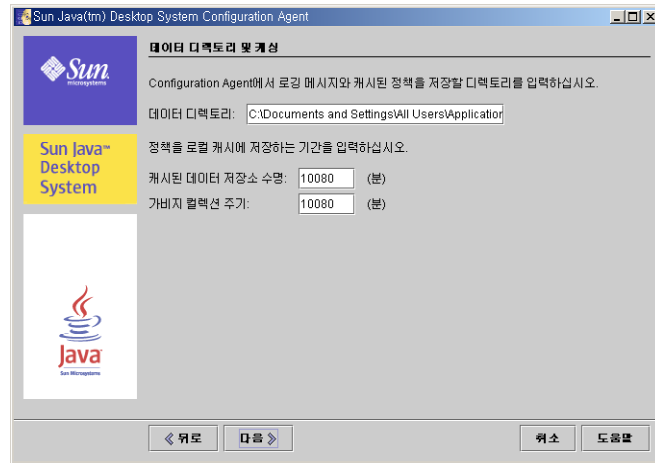 Sun Java(tm) Desktop System Configuration Agent
Sun
microsystems
Sun Java™
Desktop
System
Java
Sun Microsystems
데이터 디렉토리 및 캐싱
Configuration Agent에서 로깅 메시지와 캐시된 정책을 저장할 디렉토리를 입력하십시오.
데이터 디렉토리: C:\Documents and Settings\All Users\Application
정책을 로컬 캐시에 저장하는 기간을 입력하십시오.
캐시된 데이터 저장소 수명: 10080 (분)
가비지 컬렉션 주기: 10080 (분)
뒤로 다음 취소 도움말